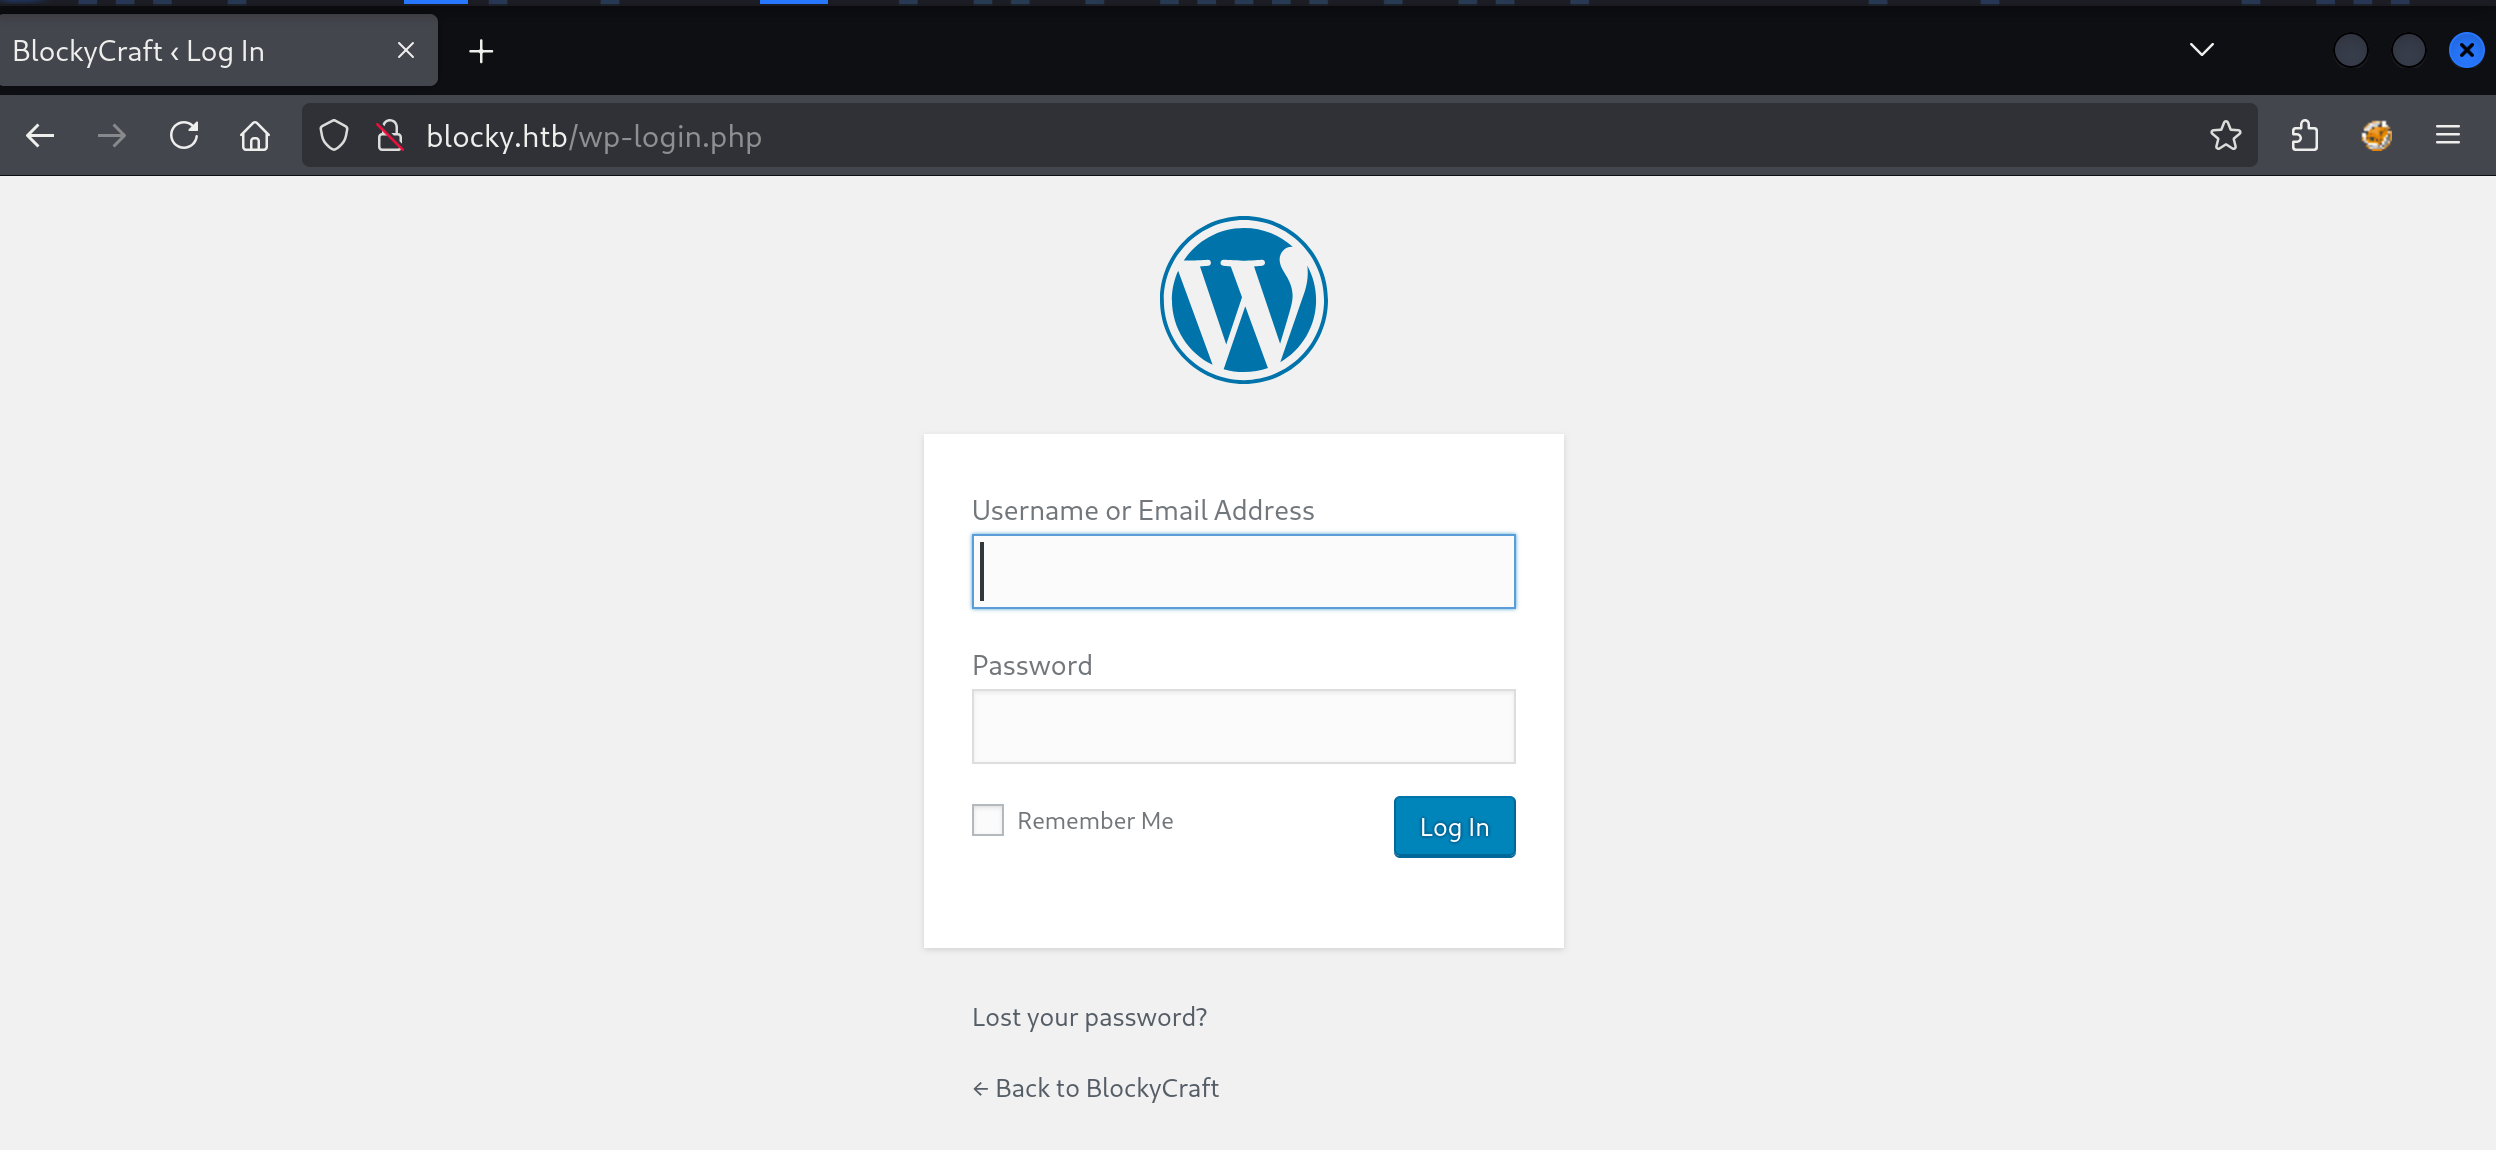 BlockyCraft ‹ Log In
blocky.htb/wp-login.php
Username or Email Address
Password
Remember Me
Log In
Lost your password?
← Back to BlockyCraft